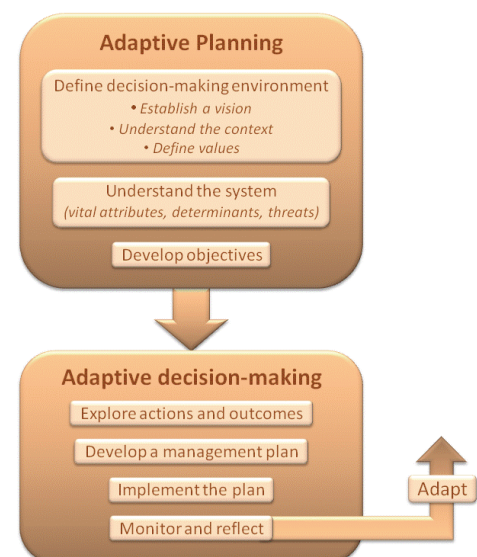 Adaptive Planning
Define decision-making environment
• Establish a vision
• Understand the context
• Define values
Understand the system
(vital attributes, determinants, threats)
Develop objectives
Adaptive decision-making
Explore actions and outcomes
Develop a management plan
Implement the plan
Adapt
Monitor and reflect